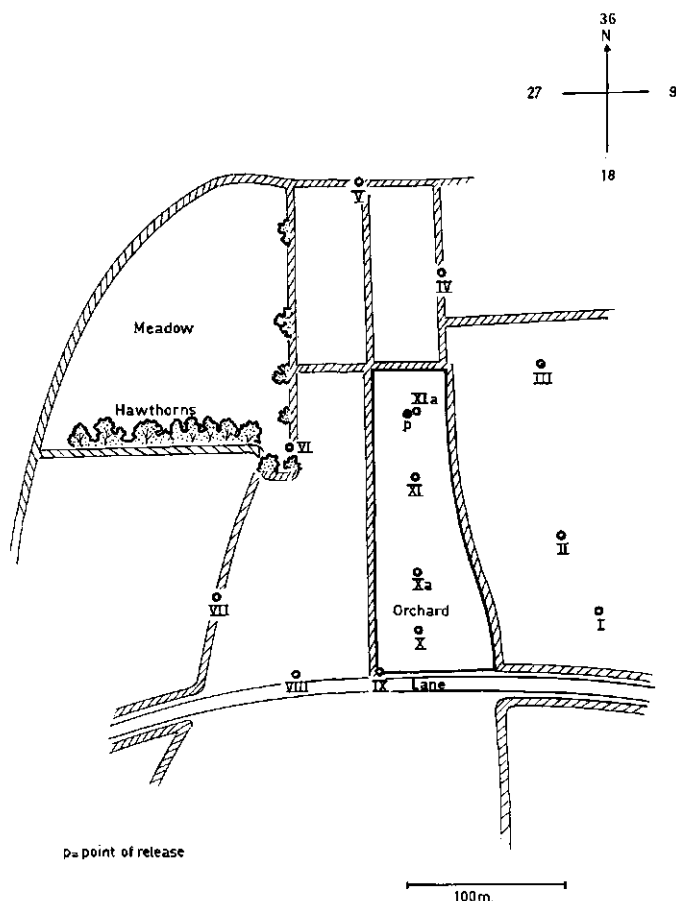 36
N
27
9
18
V
IV
Meadow
III
Hawthorns
XIa
P
VI
XI
II
Xa
VII
Orchard
I
X
VIII
IX
Lane
p= point of release
100m.